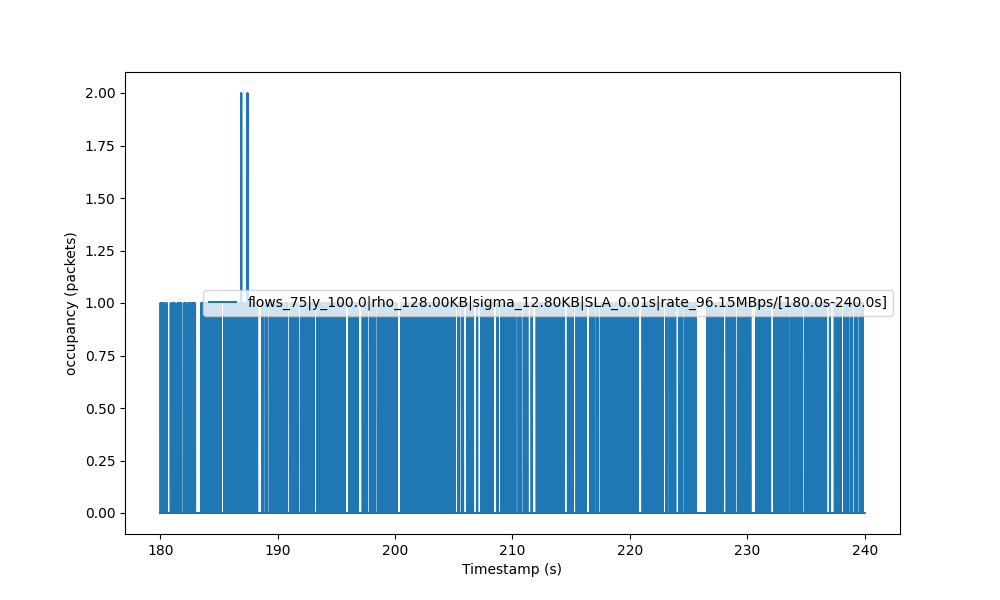 2.00
1.75
1.50
1.25
1.00
0.75
0.50
0.25
0.00
occupancy (packets)
flows_75|y_100.0|rho_128.00KB|sigma_12.80KB|SLA_0.01s|rate_96.15MBps/[180.0s-240.0s]
180 190 200 210 220 230 240
Timestamp (s)